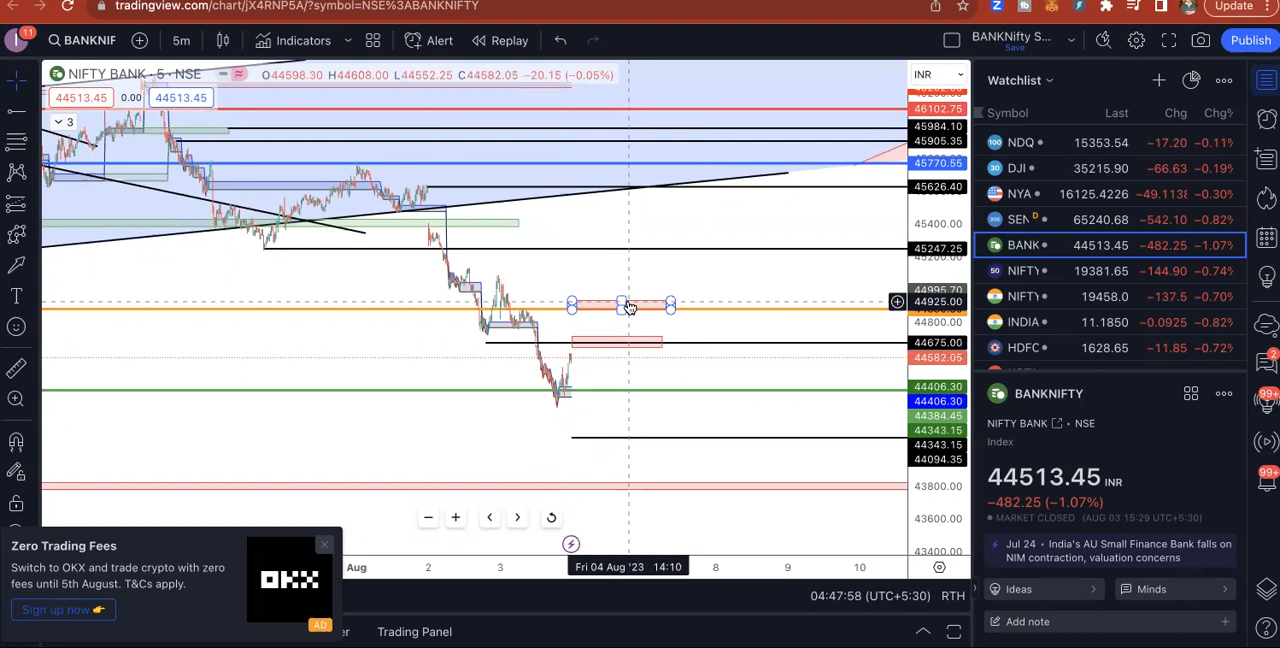 tradingview.com/chart/jX4RNP5A/?symbol=NSE%3ABANKNIFTY
Update
11
BANKNIF
5m
Indicators
Alert
Replay
BANKNifty S...
Save
Publish
NIFTY BANK · 5 · NSE
O44598.30 H44608.00 L44552.25 C44582.05 -20.15 (-0.05%)
INR
44513.45
0.00
44513.45
3
46102.75
45984.10
45905.35
45770.55
45626.40
45400.00
45247.25
44995.70
44925.00
44800.00
44675.00
44582.05
44406.30
44406.30
44384.45
44343.15
44343.15
44094.35
43800.00
43600.00
43400.00
Aug
2
3
Fri 04 Aug '23 14:10
8
9
10
04:47:58 (UTC+5:30)
RTH
Trading Panel
Zero Trading Fees
Switch to OKX and trade crypto with zero
fees until 5th August. T&Cs apply.
Sign up now
OKX
AD
Watchlist
Symbol Last Chg Chg%
NDQ 15353.54 -17.20 -0.11%
DJI 35215.90 -66.63 -0.19%
NYA 16125.4226 -49.1138 -0.30%
SEN D 65240.68 -542.10 -0.82%
BANK 44513.45 -482.25 -1.07%
NIFTY 19381.65 -144.90 -0.74%
NIFTY 19458.0 -137.5 -0.70%
INDIA 11.1850 -0.0925 -0.82%
HDFC 1628.65 -11.85 -0.72%
BANKNIFTY
NIFTY BANK · NSE
Index
44513.45 INR
-482.25 (-1.07%)
MARKET CLOSED (AUG 03 15:29 UTC+5:30)
Jul 24 • India's AU Small Finance Bank falls on
NIM contraction, valuation concerns
Ideas
Minds
Add note
2
99+
99+